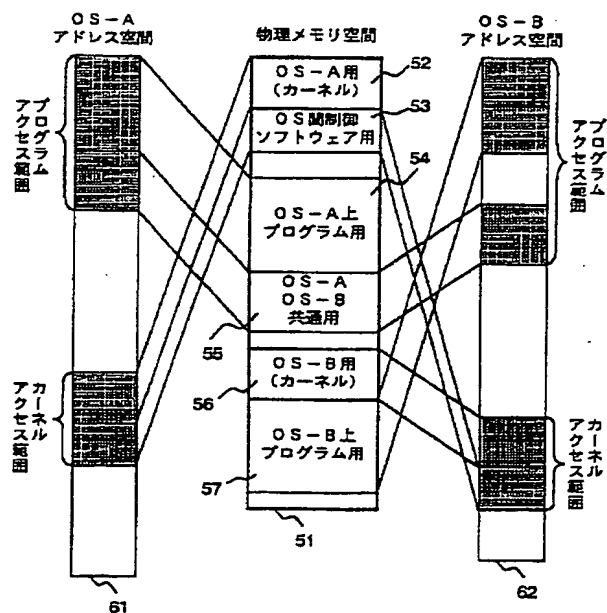 OS-A
アドレス空間
物理メモリ空間
OS-B
アドレス空間
プログラム
アクセス範囲
カーネル
アクセス範囲
61
OS-A用
(カーネル)
52
OS間制御
ソフトウェア用
53
54
OS-A上
プログラム用
OS-A
OS-B
共通用
55
OS-B用
(カーネル)
56
OS-B上
プログラム用
57
51
プログラム
アクセス範囲
カーネル
アクセス範囲
62